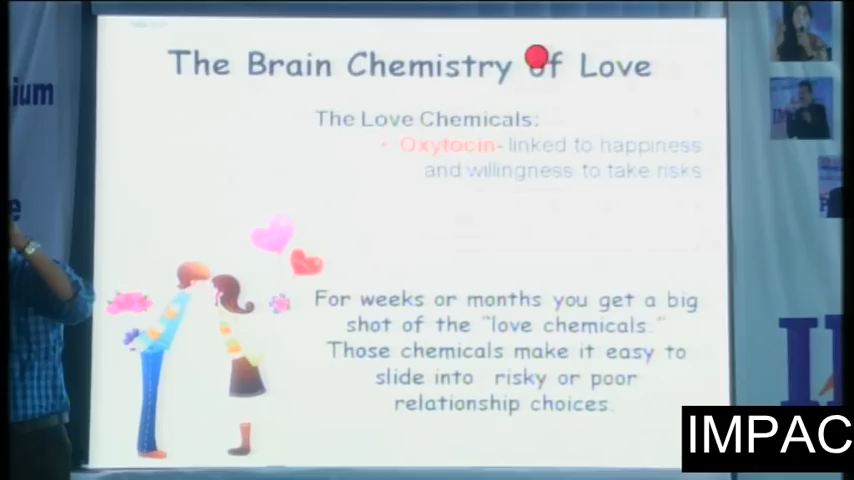 The Brain Chemistry of Love
The Love Chemicals:
• Oxytocin- linked to happiness
and willingness to take risks
For weeks or months you get a big
shot of the "love chemicals."
Those chemicals make it easy to
slide into risky or poor
relationship choices.
ium
e
IMPAC